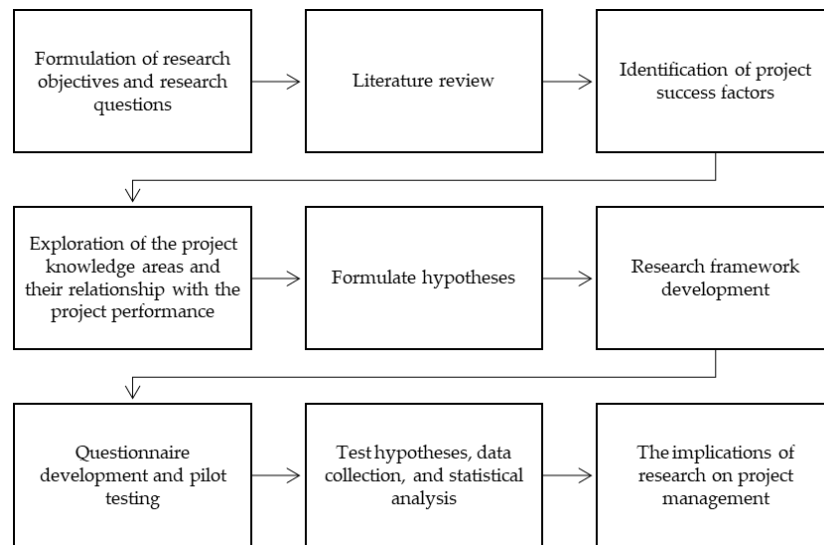 Formulation of research
objectives and research
questions
Literature review
Identification of project
success factors
Exploration of the project
knowledge areas and
their relationship with the
project performance
Formulate hypotheses
Research framework
development
Questionnaire
development and pilot
testing
Test hypotheses, data
collection, and statistical
analysis
The implications of
research on project
management